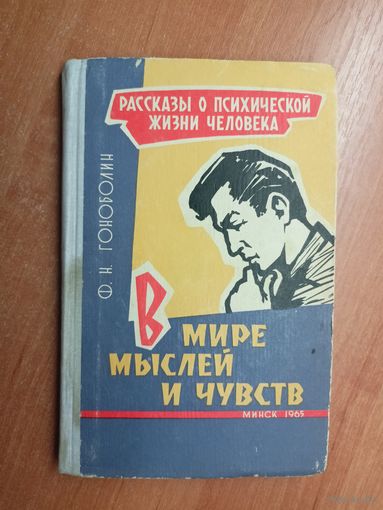 РАССКАЗЫ О ПСИХИЧЕСКОЙ
ЖИЗНИ ЧЕЛОВЕКА
Ф. Н. ГОНОБОЛИН
В МИРЕ
МЫСЛЕЙ
И ЧУВСТВ
МИНСК 1965